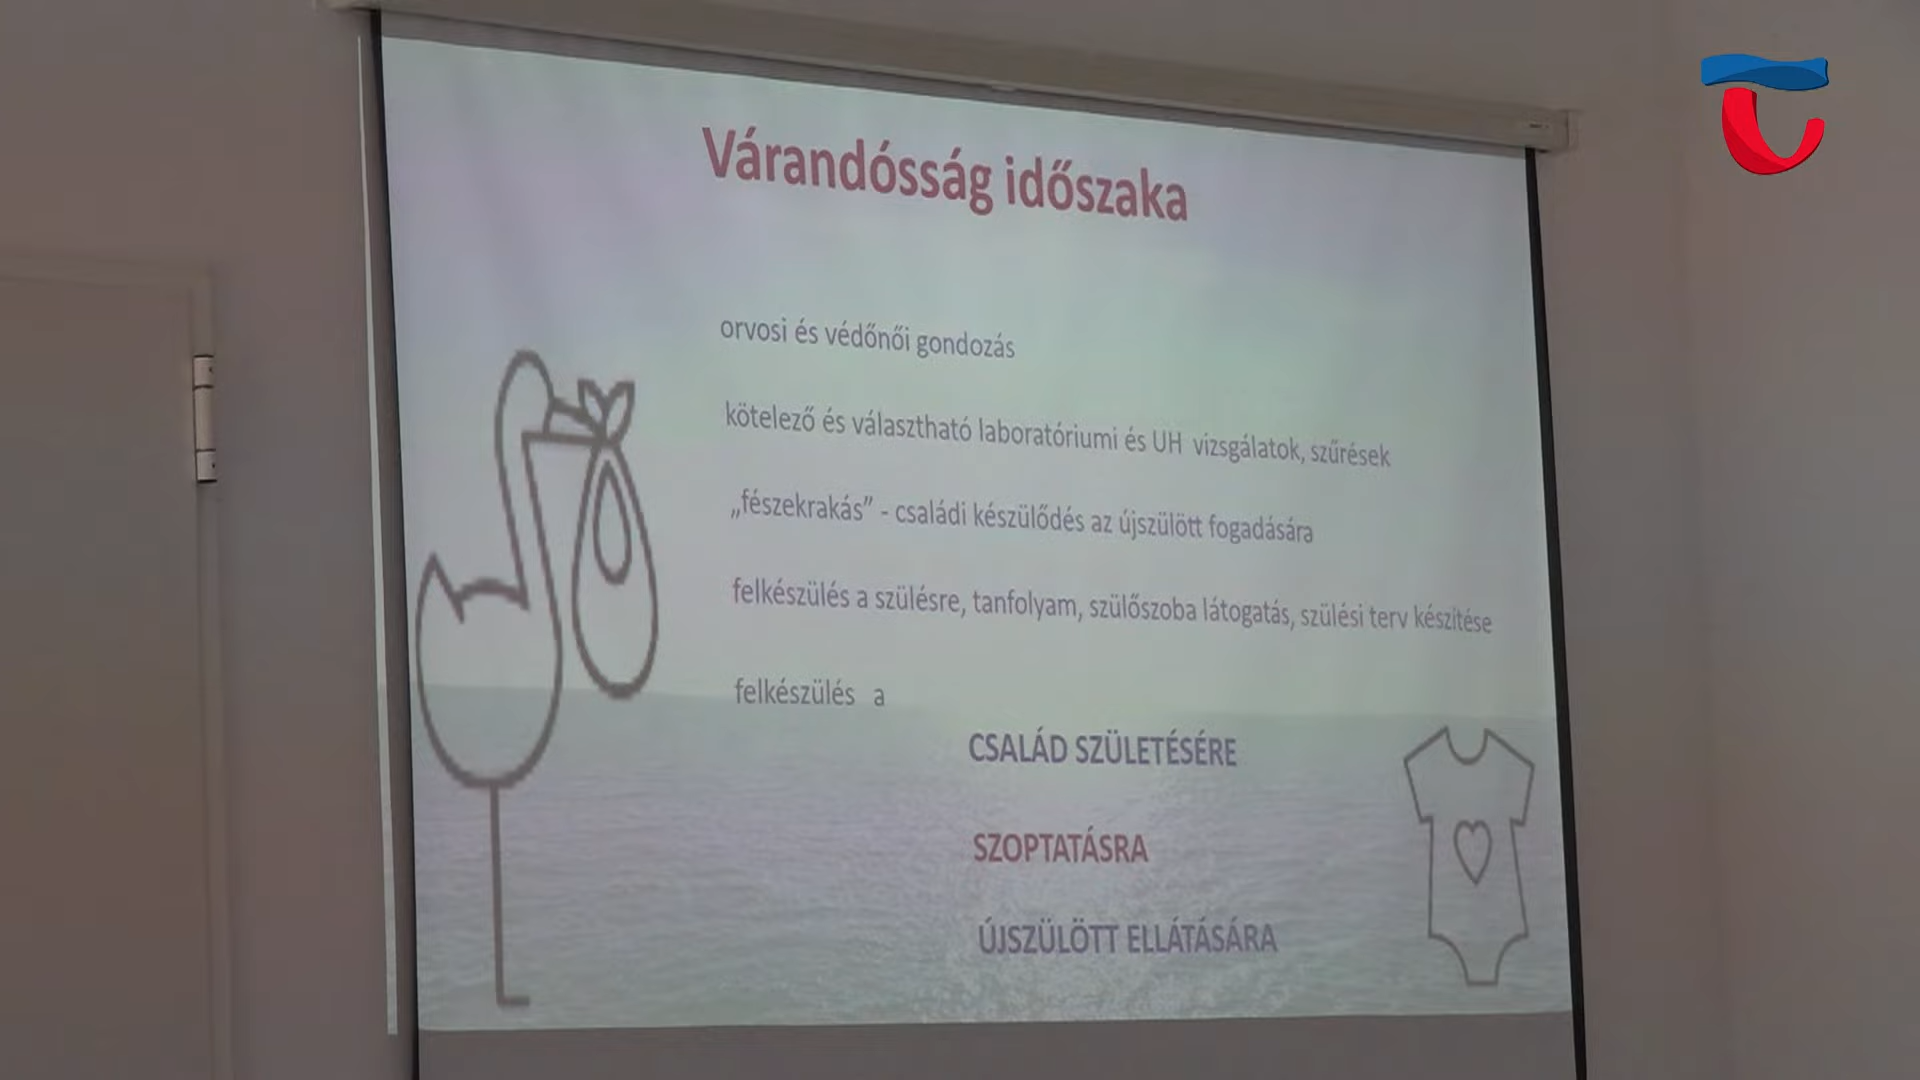 Várandósság időszaka
orvosi és védőnői gondozás
kötelező és választható laboratóriumi és UH vizsgálatok, szűrések
„fészekrakás” - családi készülődés az újszülött fogadására
felkészülés a szülésre, tanfolyam, szülőszoba látogatás, szülési terv készítése
felkészülés a
CSALÁD SZÜLETÉSÉRE
SZOPTATÁSRA
ÚJSZÜLÖTT ELLÁTÁSÁRA